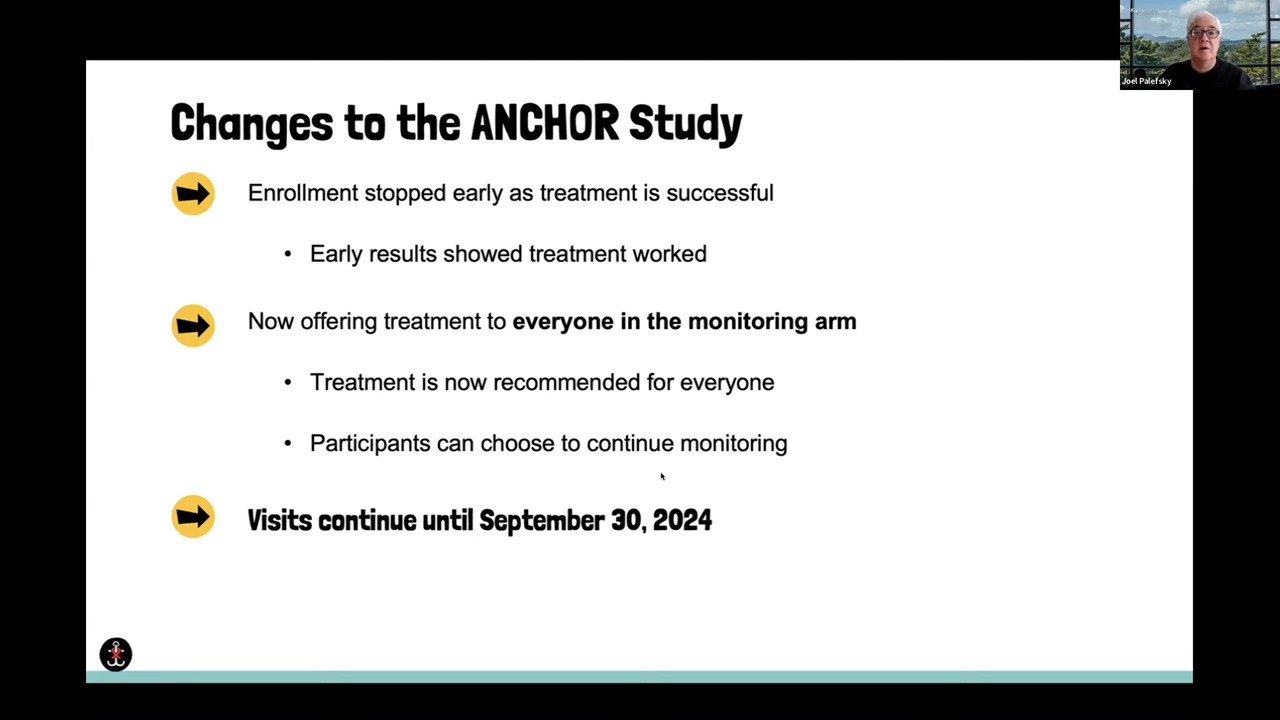 Joel Palefsky
Changes to the ANCHOR Study
Enrollment stopped early as treatment is successful
• Early results showed treatment worked
Now offering treatment to everyone in the monitoring arm
• Treatment is now recommended for everyone
• Participants can choose to continue monitoring
Visits continue until September 30, 2024